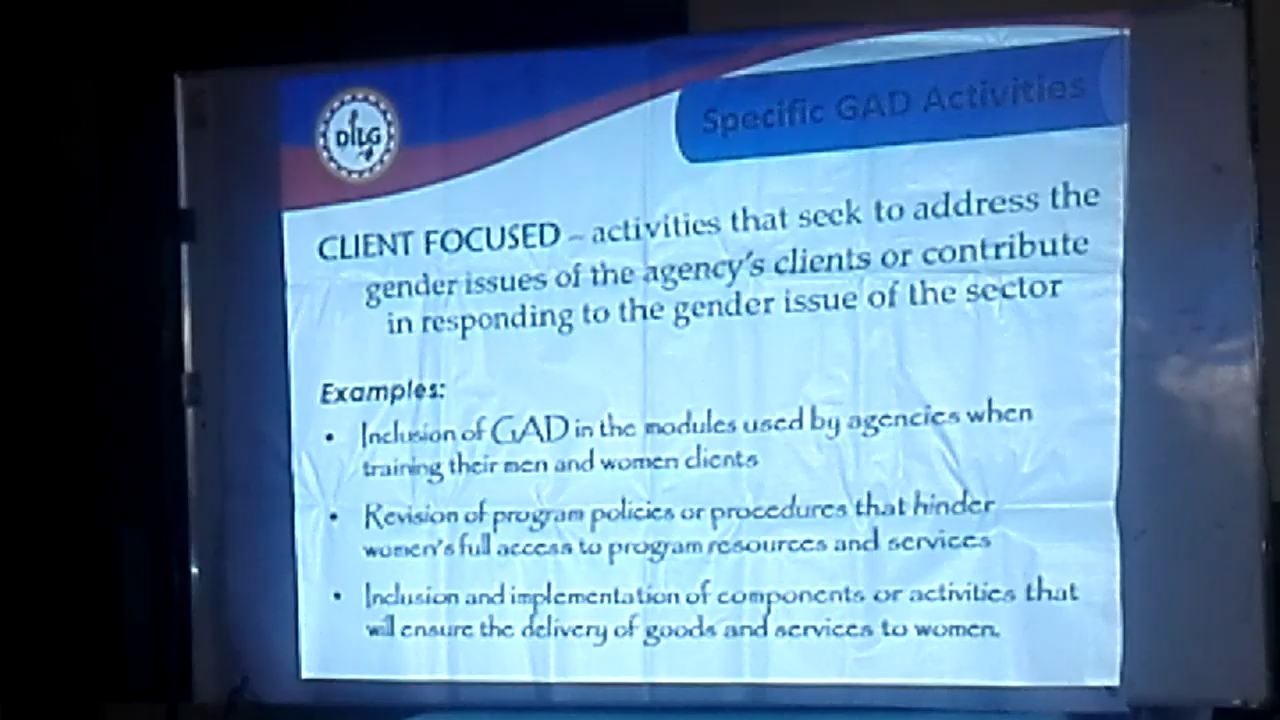 Specific GAD Activities
DILG
CLIENT FOCUSED – activities that seek to address the
gender issues of the agency's clients or contribute
in responding to the gender issue of the sector
Examples:
• Inclusion of GAD in the modules used by agencies when
training their men and women clients
• Revision of program policies or procedures that hinder
women's full access to program resources and services
• Inclusion and implementation of components or activities that
will ensure the delivery of goods and services to women.